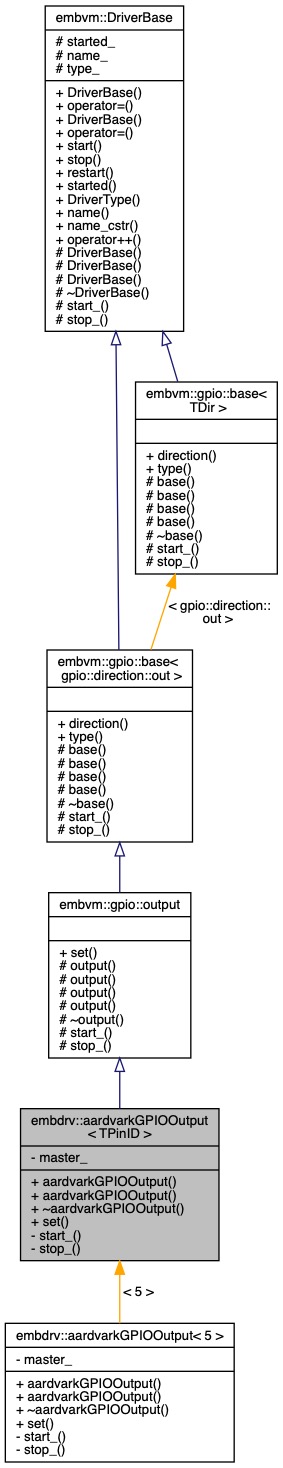 embvm::DriverBase
# started_
# name_
# type_
+ DriverBase()
+ operator=()
+ DriverBase()
+ operator=()
+ start()
+ stop()
+ restart()
+ started()
+ DriverType()
+ name()
+ name_cstr()
+ operator++()
# DriverBase()
# DriverBase()
# DriverBase()
# ~DriverBase()
# start_()
# stop_()
embvm::gpio::base<
TDir >
+ direction()
+ type()
# base()
# base()
# base()
# base()
# ~base()
# start_()
# stop_()
< gpio::direction::
out >
embvm::gpio::base<
gpio::direction::out >
+ direction()
+ type()
# base()
# base()
# base()
# base()
# ~base()
# start_()
# stop_()
embvm::gpio::output
+ set()
# output()
# output()
# output()
# output()
# ~output()
# start_()
# stop_()
embdrv::aardvarkGPIOOutput
< TPinID >
- master_
+ aardvarkGPIOOutput()
+ aardvarkGPIOOutput()
+ ~aardvarkGPIOOutput()
+ set()
- start_()
- stop_()
< 5 >
embdrv::aardvarkGPIOOutput< 5 >
- master_
+ aardvarkGPIOOutput()
+ aardvarkGPIOOutput()
+ ~aardvarkGPIOOutput()
+ set()
- start_()
- stop_()